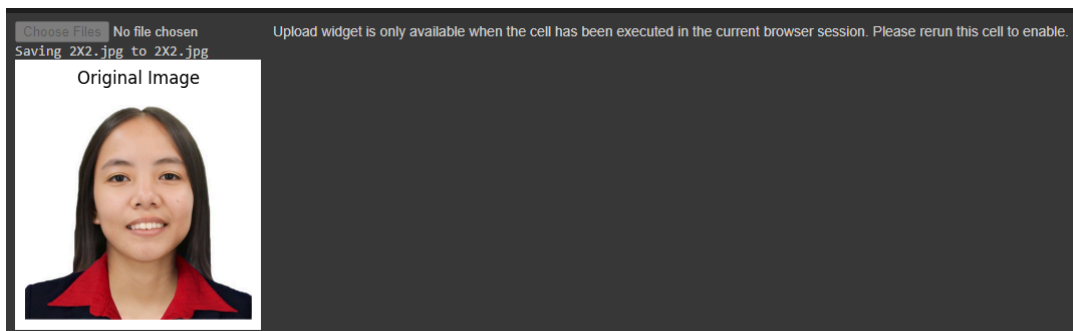 Choose Files No file chosen Upload widget is only available when the cell has been executed in the current browser session. Please rerun this cell to enable.
Saving 2X2.jpg to 2X2.jpg
Original Image